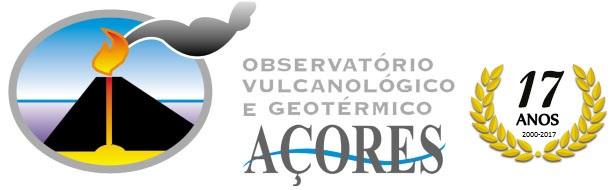 OBSERVATÓRIO
VULCANOLÓGICO
E GEOTÉRMICO
AÇORES
17
ANOS
2000-2017